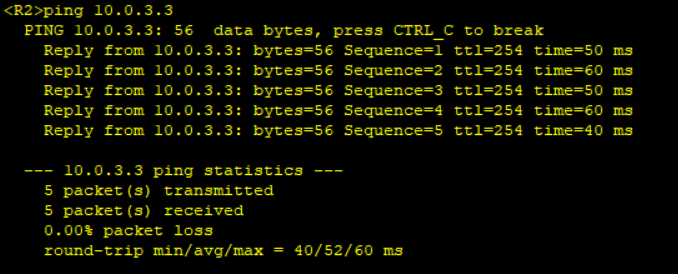 <R2>ping 10.0.3.3
PING 10.0.3.3: 56  data bytes, press CTRL_C to break
Reply from 10.0.3.3: bytes=56 Sequence=1 ttl=254 time=50 ms
Reply from 10.0.3.3: bytes=56 Sequence=2 ttl=254 time=60 ms
Reply from 10.0.3.3: bytes=56 Sequence=3 ttl=254 time=50 ms
Reply from 10.0.3.3: bytes=56 Sequence=4 ttl=254 time=60 ms
Reply from 10.0.3.3: bytes=56 Sequence=5 ttl=254 time=40 ms
--- 10.0.3.3 ping statistics ---
5 packet(s) transmitted
5 packet(s) received
0.00% packet loss
round-trip min/avg/max = 40/52/60 ms